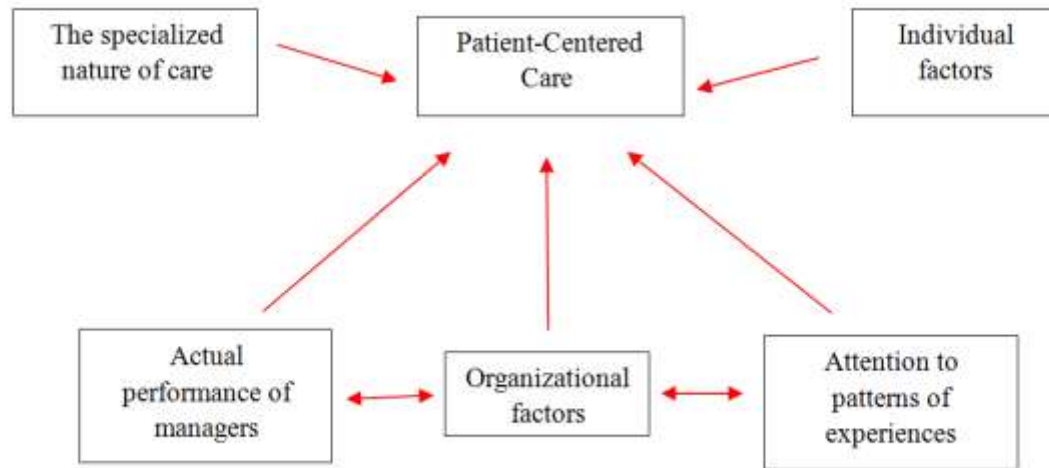 The specialized
nature of care
Patient-Centered
Care
Individual
factors
Actual
performance of
managers
Organizational
factors
Attention to
patterns of
experiences